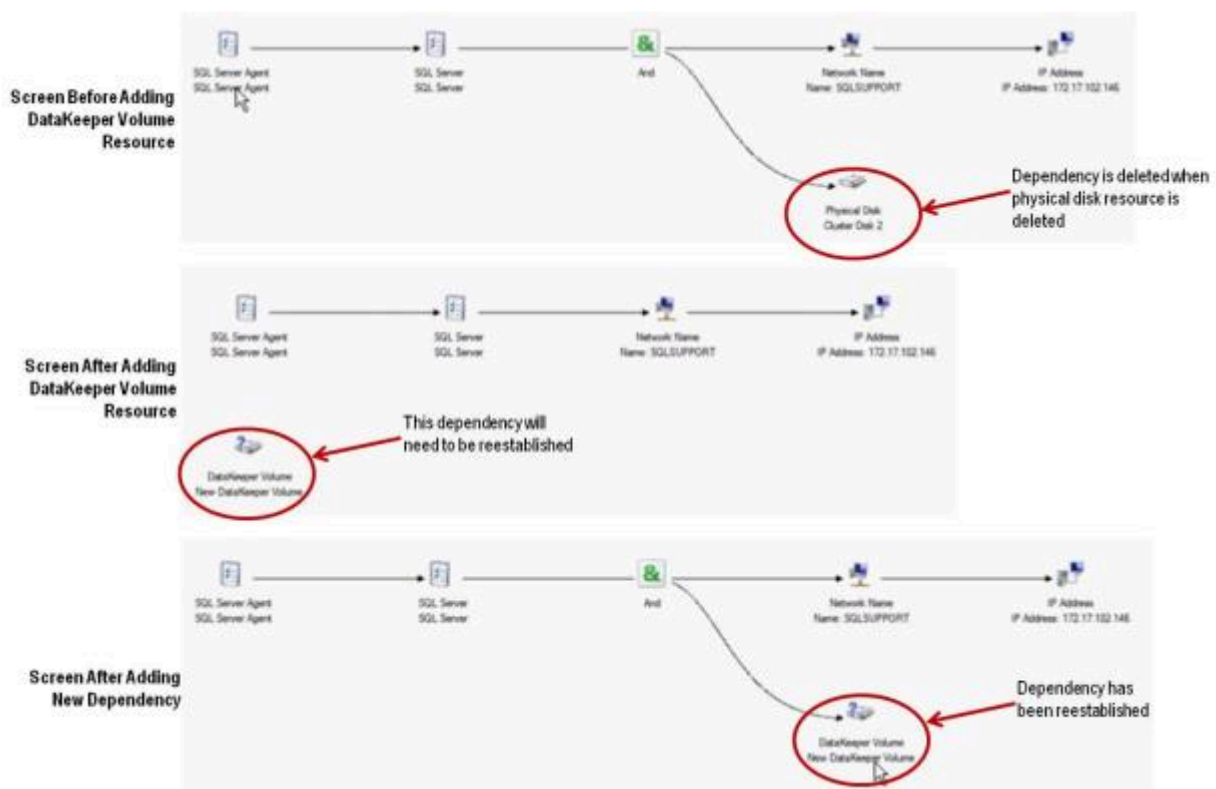 SQL Server Agent
SQL Server Agent
SQL Server
SQL Server
&
And
Network Name
Name: SQLSUPPORT
IP Address
IP Address: 172.17.102.146
Screen Before Adding
DataKeeper Volume
Resource
Physical Disk
Cluster Disk 2
Dependency is deleted when
physical disk resource is
deleted
SQL Server Agent
SQL Server Agent
SQL Server
SQL Server
Network Name
Name: SQLSUPPORT
IP Address
IP Address: 172.17.102.146
Screen After Adding
DataKeeper Volume
Resource
This dependency will
need to be reestablished
DataKeeper Volume
New DataKeeper Volume
SQL Server Agent
SQL Server Agent
SQL Server
SQL Server
&
And
Network Name
Name: SQLSUPPORT
IP Address
IP Address: 172.17.102.146
Screen After Adding
New Dependency
Dependency has
been reestablished
DataKeeper Volume
New DataKeeper Volume